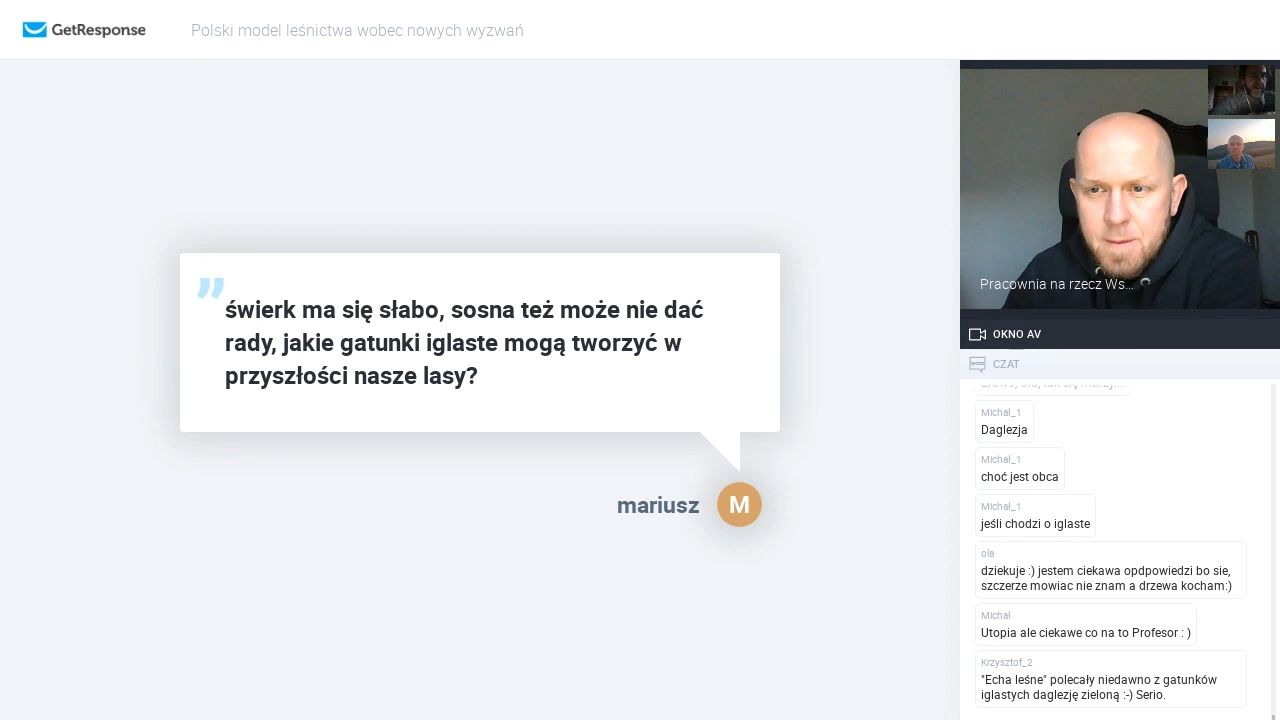 GetResponse
Polski model leśnictwa wobec nowych wyzwań
świerk ma się słabo, sosna też może nie dać
rady, jakie gatunki iglaste mogą tworzyć w
przyszłości nasze lasy?
mariusz
M
Pracownia na rzecz Ws...
OKNO AV
CZAT
Michał_1
Daglezja
Michał_1
choć jest obca
Michał_1
jeśli chodzi o iglaste
ola
dziekuje :) jestem ciekawa opdpowiedzi bo sie,
szczerze mowiac nie znam a drzewa kocham:)
Michał
Utopia ale ciekawe co na to Profesor : )
Krzysztof_2
"Echa leśne" polecały niedawno z gatunków
iglastych daglezję zieloną :-) Serio.